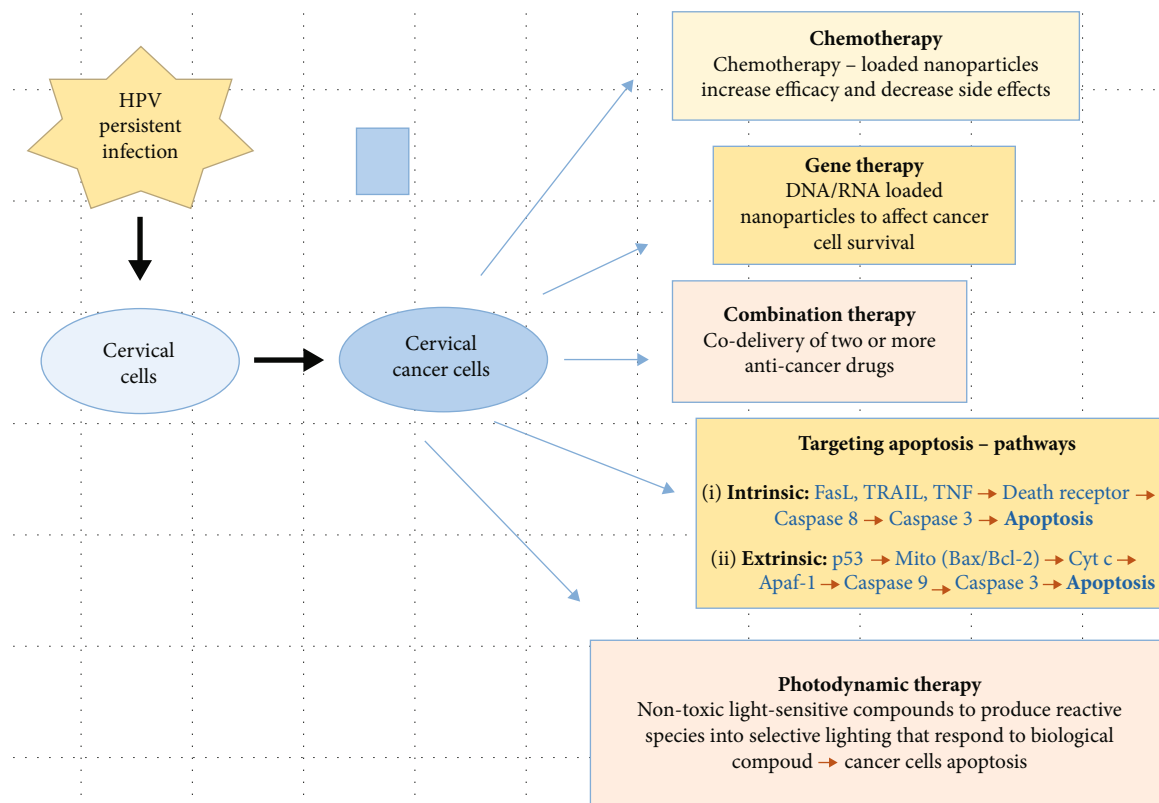 HPV
persistent
infection
Cervical
cells
Cervical
cancer cells
Chemotherapy
Chemotherapy – loaded nanoparticles
increase efficacy and decrease side effects
Gene therapy
DNA/RNA loaded
nanoparticles to affect cancer
cell survival
Combination therapy
Co-delivery of two or more
anti-cancer drugs
Targeting apoptosis – pathways
(i) Intrinsic: FasL, TRAIL, TNF → Death receptor →
Caspase 8 → Caspase 3 → Apoptosis
(ii) Extrinsic: p53 → Mito (Bax/Bcl-2) → Cyt c →
Apaf-1 → Caspase 9 → Caspase 3 → Apoptosis
Photodynamic therapy
Non-toxic light-sensitive compounds to produce reactive
species into selective lighting that respond to biological
compoud → cancer cells apoptosis